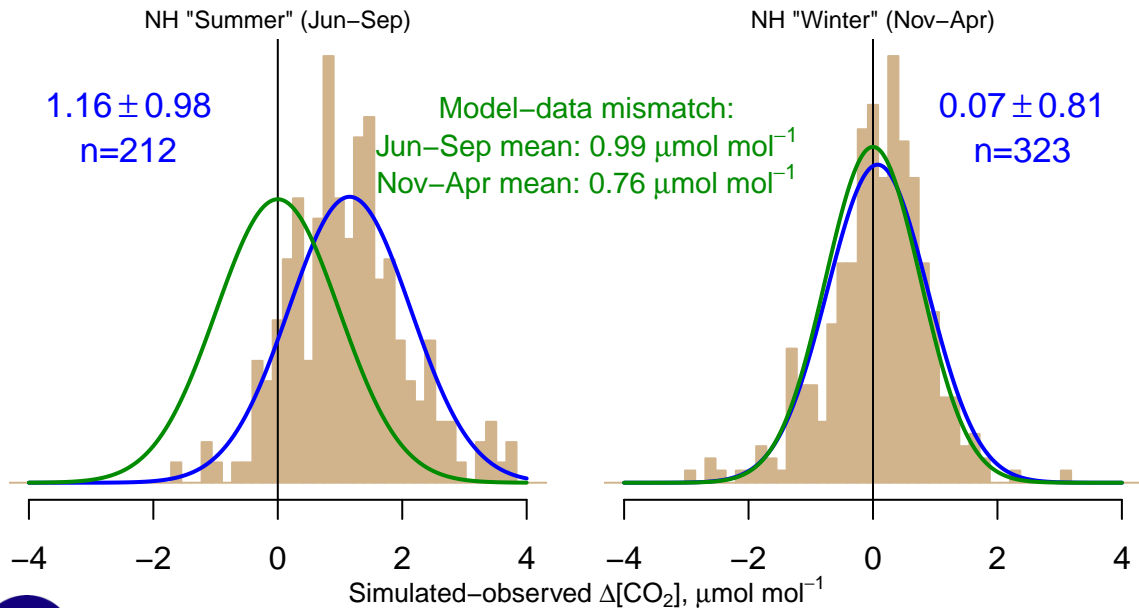 NH "Summer" (Jun−Sep)
1.16 ± 0.98
n=212
Model−data mismatch:
Jun−Sep mean: 0.99 μmol mol⁻¹
Nov−Apr mean: 0.76 μmol mol⁻¹
NH "Winter" (Nov−Apr)
0.07 ± 0.81
n=323
−4 −2 0 2 4
−4 −2 0 2 4
Simulated−observed Δ[CO₂], μmol mol⁻¹